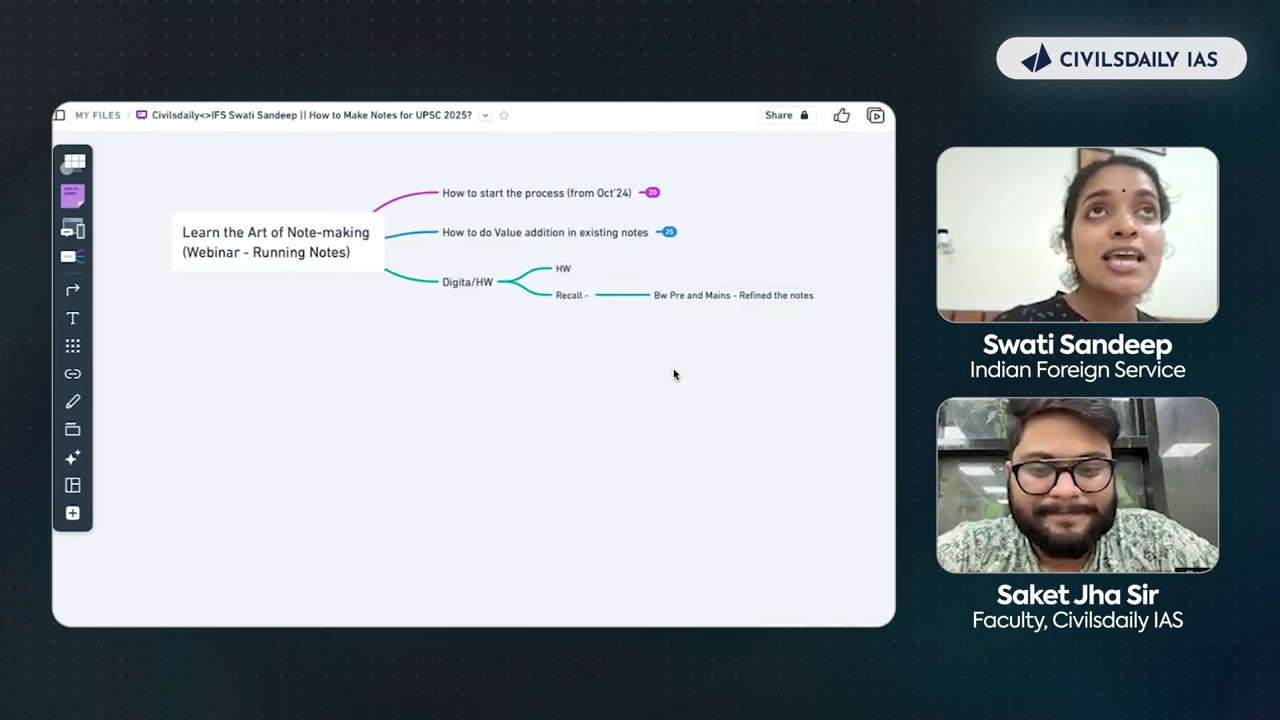 CIVILSDAILY IAS
MY FILES / Civilsdaily<>IFS Swati Sandeep || How to Make Notes for UPSC 2025?
Share
How to start the process (from Oct'24)
20
Learn the Art of Note-making
(Webinar - Running Notes)
How to do Value addition in existing notes
25
Digita/HW
HW
Recall -
Bw Pre and Mains - Refined the notes
Swati Sandeep
Indian Foreign Service
Saket Jha Sir
Faculty, Civilsdaily IAS